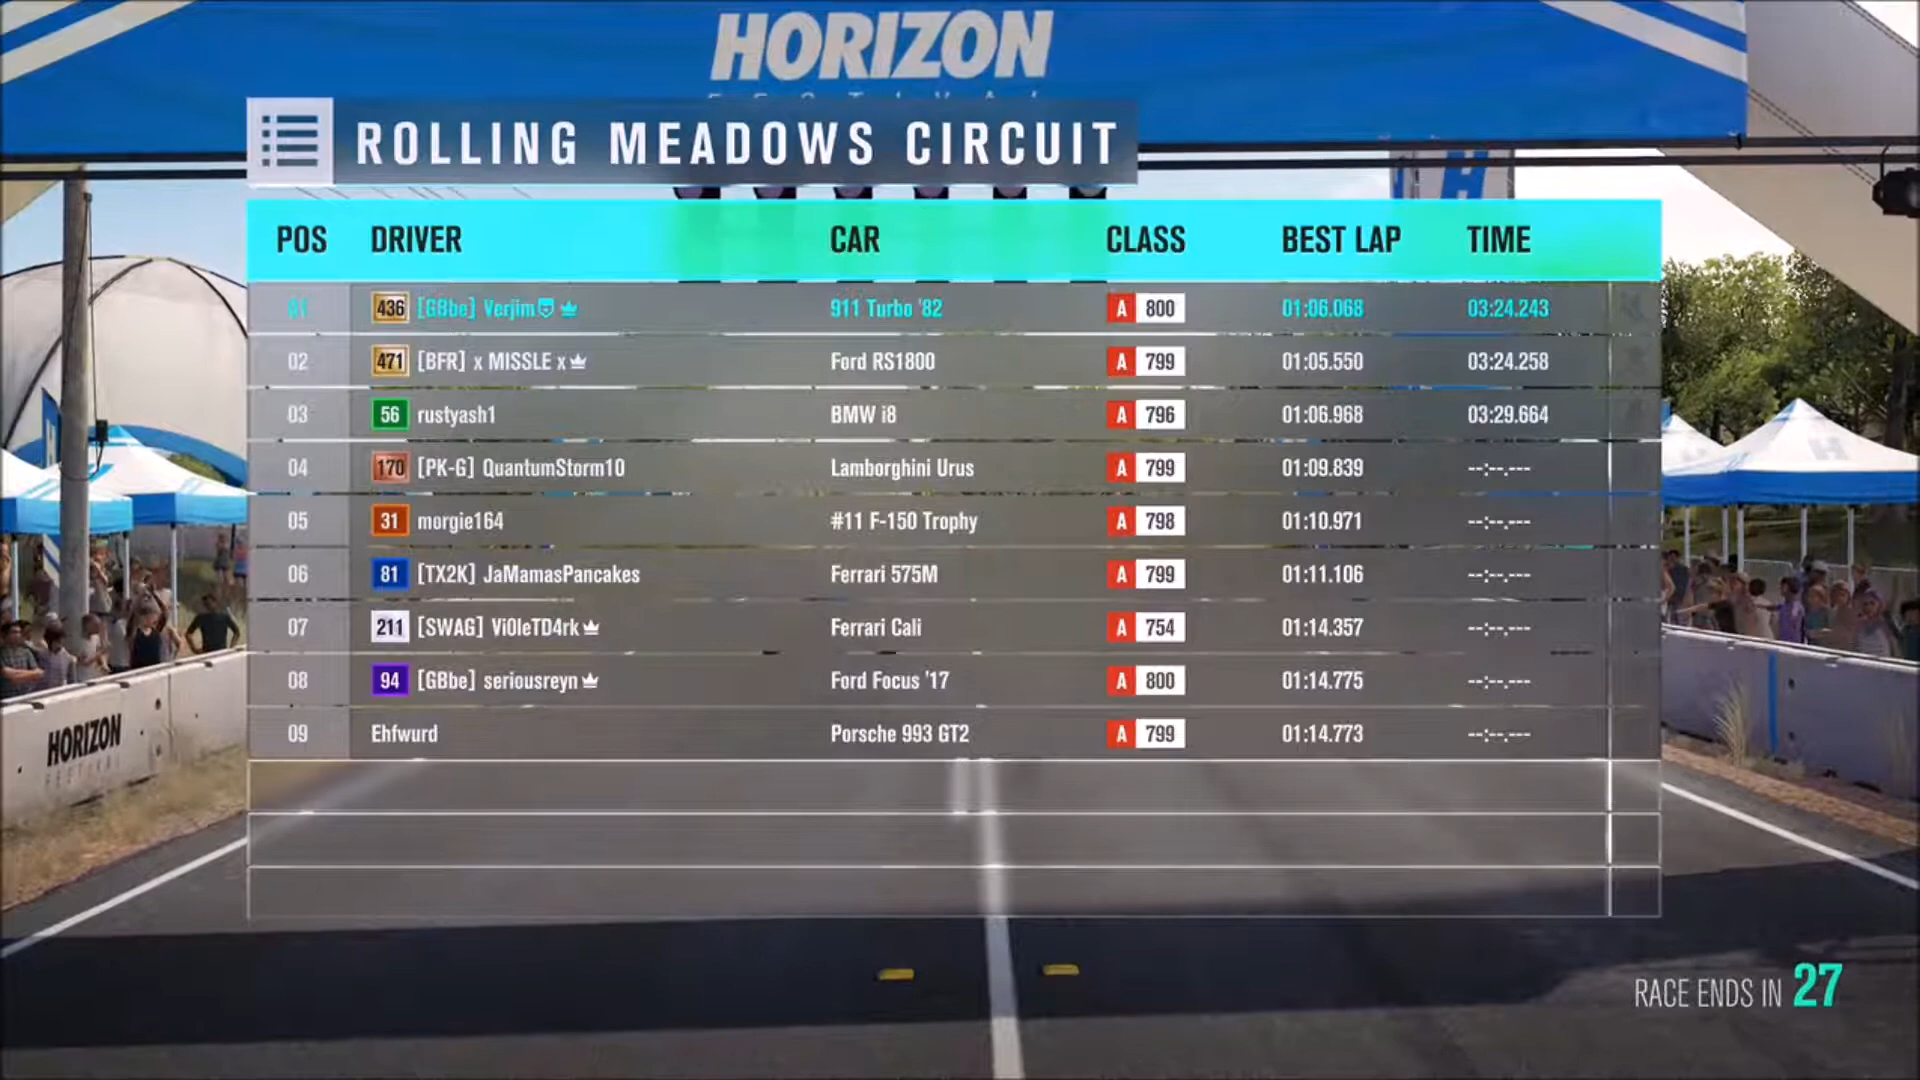 HORIZON
ROLLING MEADOWS CIRCUIT
POS DRIVER CAR CLASS BEST LAP TIME
01 436 [GBbe] Verjim 911 Turbo '82 A 800 01:06.068 03:24.243
02 471 [BFR] x MISSLE x Ford RS1800 A 799 01:05.550 03:24.258
03 56 rustyash1 BMW i8 A 796 01:06.968 03:29.664
04 170 [PK-G] QuantumStorm10 Lamborghini Urus A 799 01:09.839 --:--.---
05 31 morgie164 #11 F-150 Trophy A 798 01:10.971 --:--.---
06 81 [TX2K] JaMamasPancakes Ferrari 575M A 799 01:11.106 --:--.---
07 211 [SWAG] Vi0leTD4rk Ferrari Cali A 754 01:14.357 --:--.---
08 94 [GBbe] seriousreyn Ford Focus '17 A 800 01:14.775 --:--.---
09 Ehfwurd Porsche 993 GT2 A 799 01:14.773 --:--.---
HORIZON
FESTIVAL
RACE ENDS IN 27